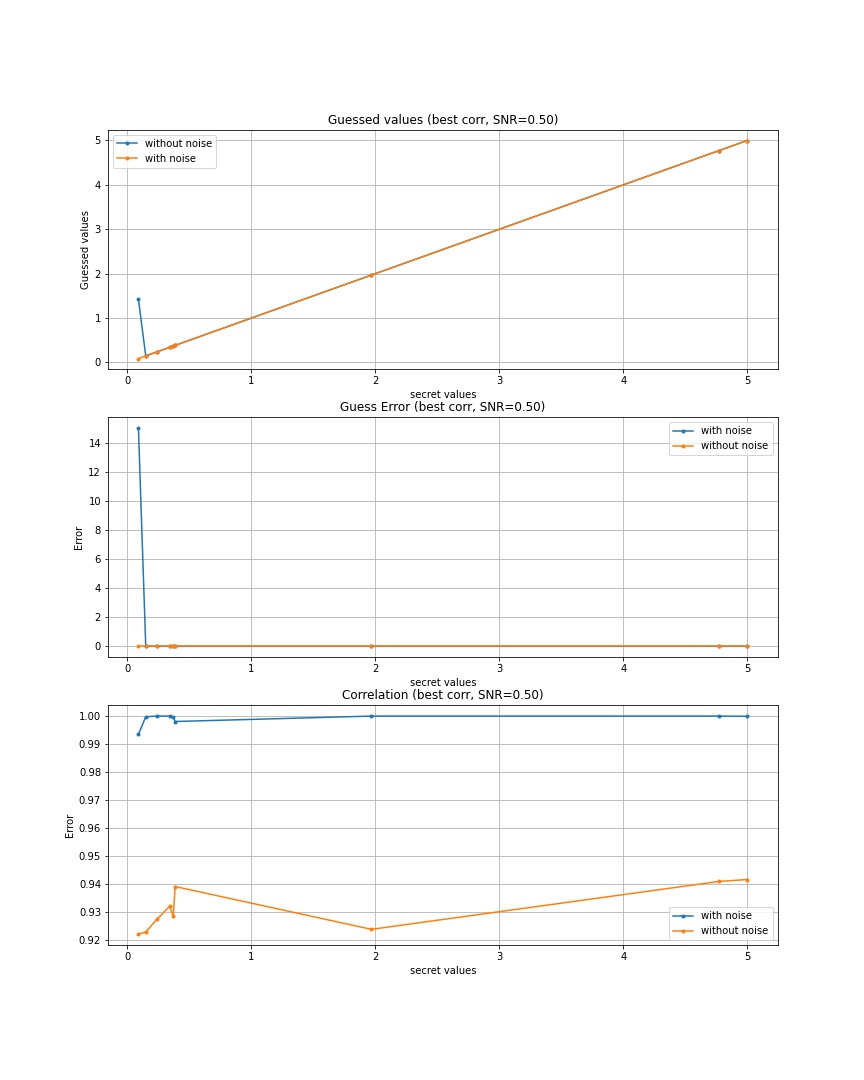 Guessed values (best corr, SNR=0.50)
without noise
with noise
5
4
3
2
1
0
Guessed values
0 1 2 3 4 5
secret values
Guess Error (best corr, SNR=0.50)
with noise
without noise
14
12
10
8
6
4
2
0
Error
0 1 2 3 4 5
secret values
Correlation (best corr, SNR=0.50)
1.00
0.99
0.98
0.97
0.96
0.95
0.94
0.93
0.92
Error
with noise
without noise
0 1 2 3 4 5
secret values